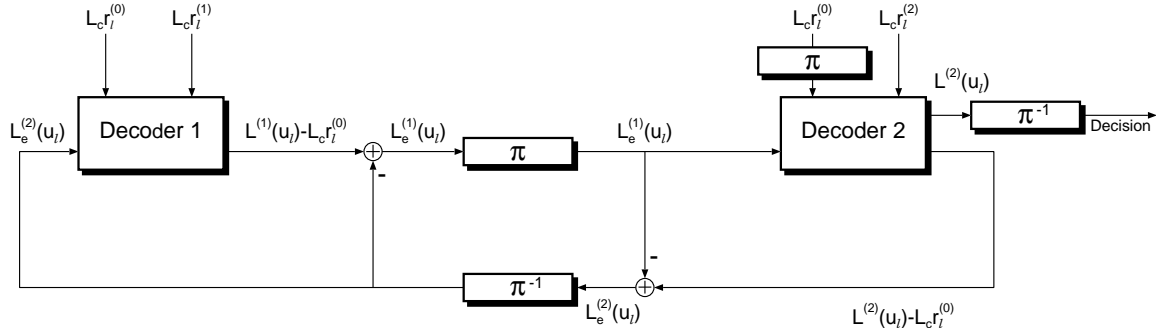 L_c r_l^(0)
L_c r_l^(1)
L_c r_l^(0)
L_c r_l^(2)
π
L^(2)(u_l)
L_e^(2)(u_l)
Decoder 1
L^(1)(u_l)-L_c r_l^(0)
L_e^(1)(u_l)
L_e^(1)(u_l)
Decoder 2
π^-1
Decision
+
π
-
-
π^-1
+
L_e^(2)(u_l)
L^(2)(u_l)-L_c r_l^(0)